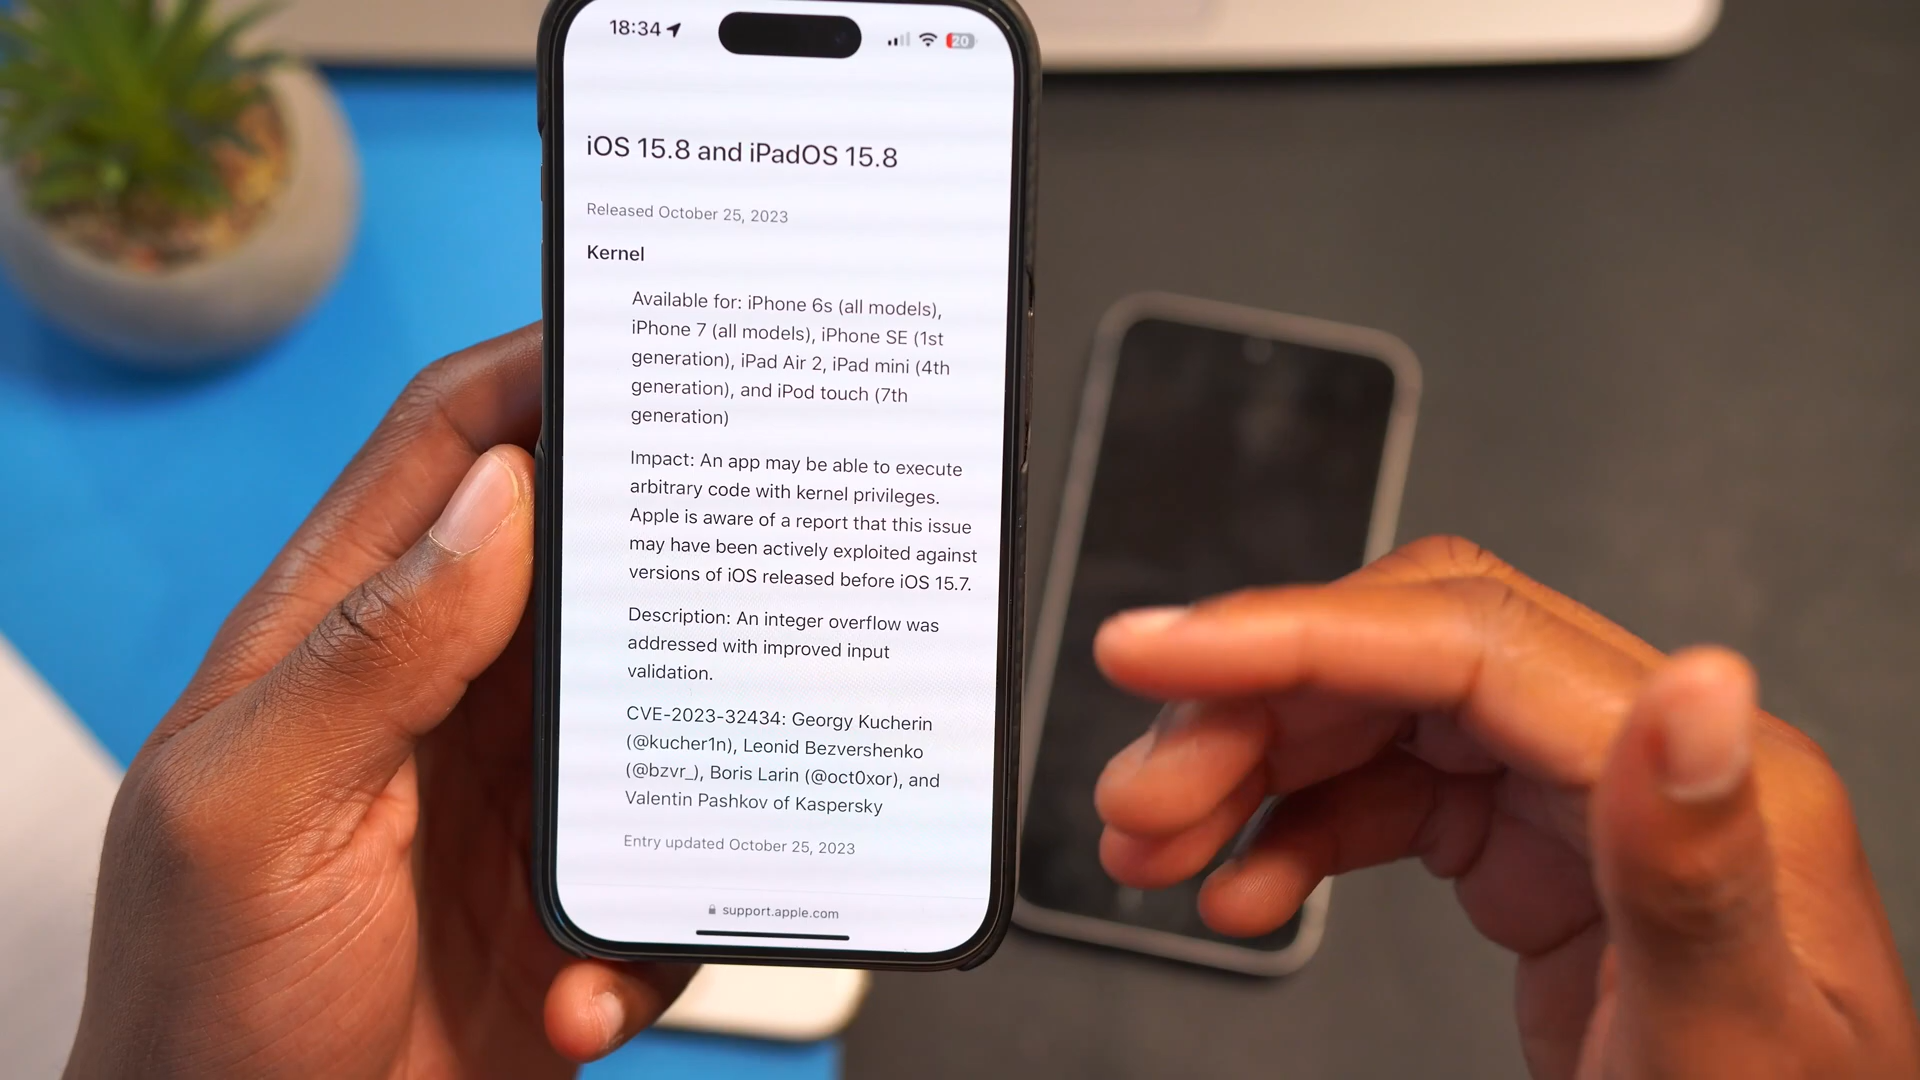 18:34
20
iOS 15.8 and iPadOS 15.8
Released October 25, 2023
Kernel
Available for: iPhone 6s (all models),
iPhone 7 (all models), iPhone SE (1st
generation), iPad Air 2, iPad mini (4th
generation), and iPod touch (7th
generation)
Impact: An app may be able to execute
arbitrary code with kernel privileges.
Apple is aware of a report that this issue
may have been actively exploited against
versions of iOS released before iOS 15.7.
Description: An integer overflow was
addressed with improved input
validation.
CVE-2023-32434: Georgy Kucherin
(@kucher1n), Leonid Bezvershenko
(@bzvr_), Boris Larin (@oct0xor), and
Valentin Pashkov of Kaspersky
Entry updated October 25, 2023
support.apple.com